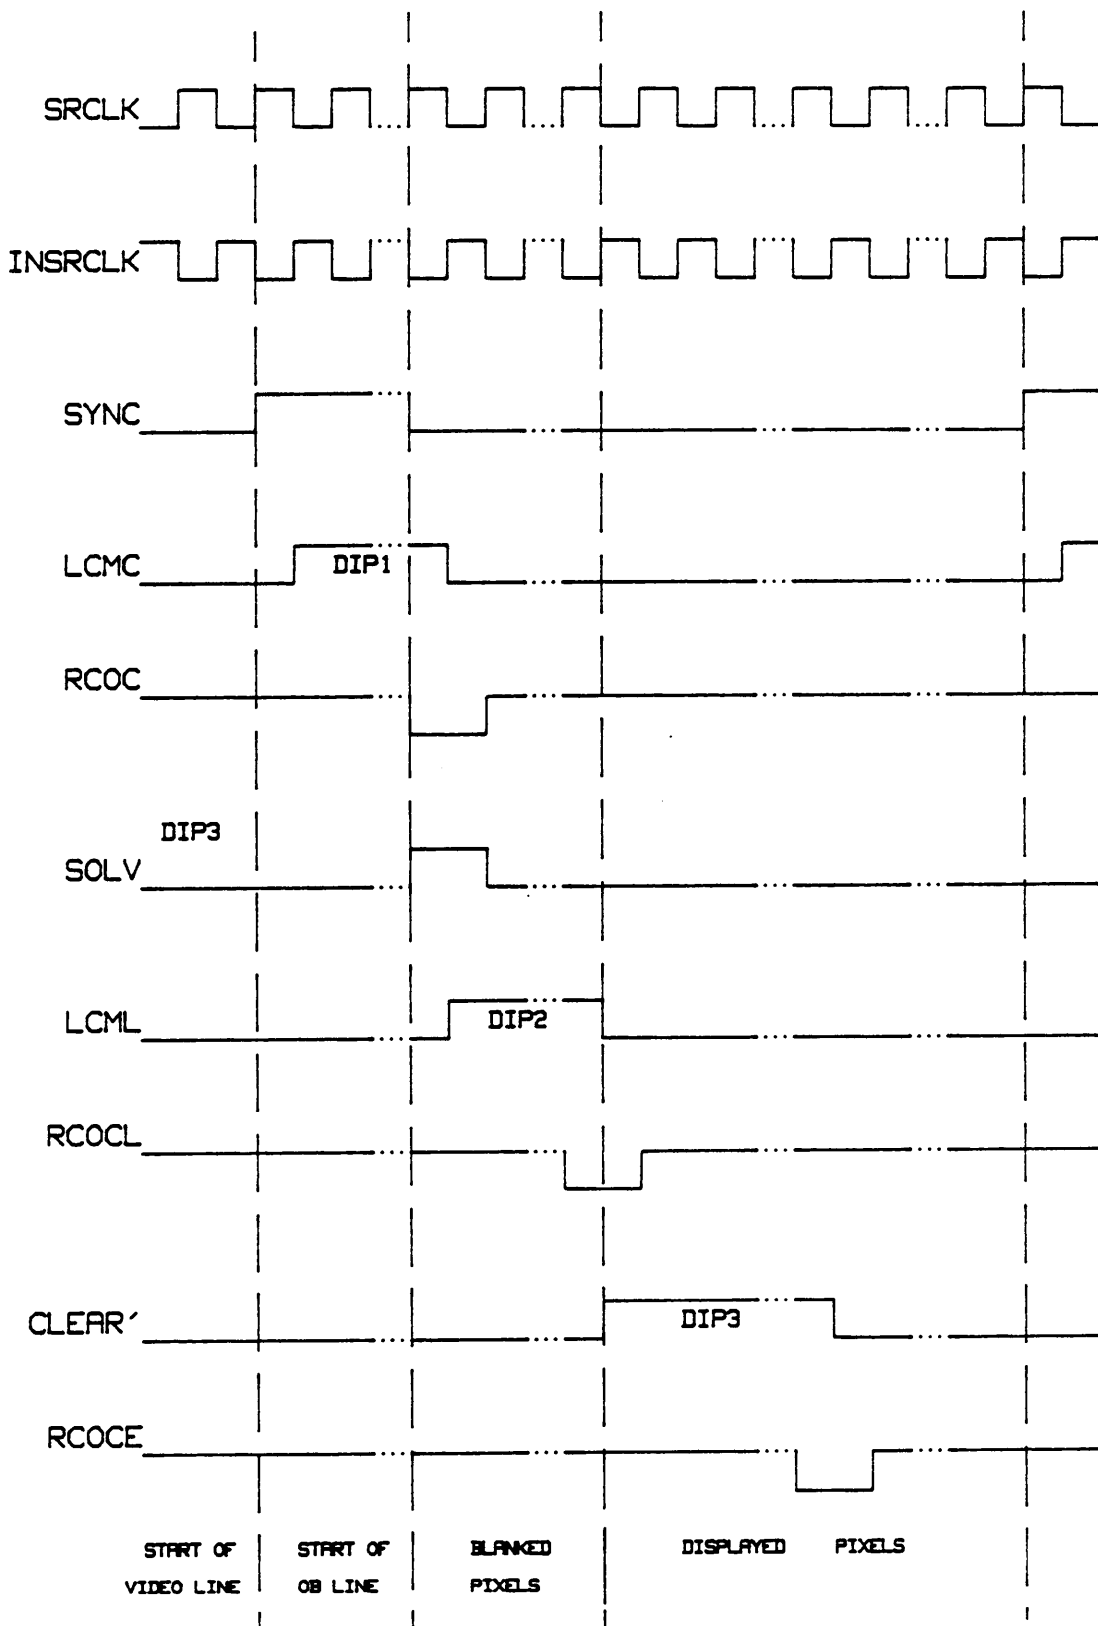 SRCLK
INSRCLK
SYNC
LCMC
DIP1
RCOC
DIP3
SOLV
LCML
DIP2
RCOCL
CLEAR'
DIP3
RCOCE
START OF
VIDEO LINE
START OF
OB LINE
BLANKED
PIXELS
DISPLAYED PIXELS